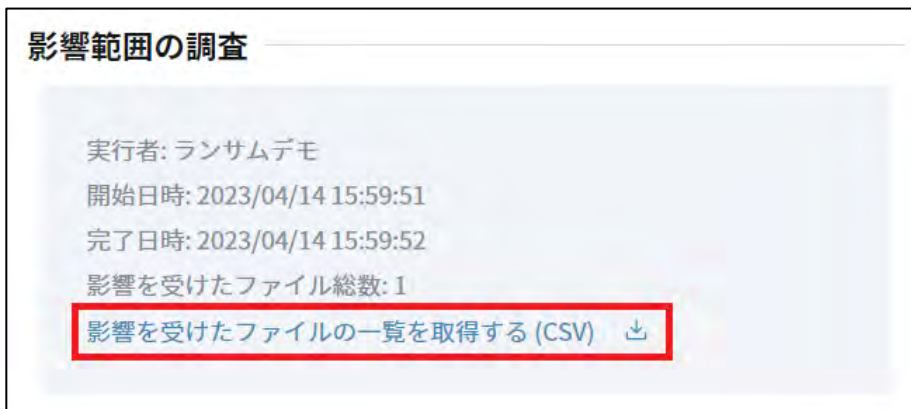 影響範囲の調査
実行者: ランサムデモ
開始日時: 2023/04/14 15:59:51
完了日時: 2023/04/14 15:59:52
影響を受けたファイル総数: 1
影響を受けたファイルの一覧を取得する (CSV)